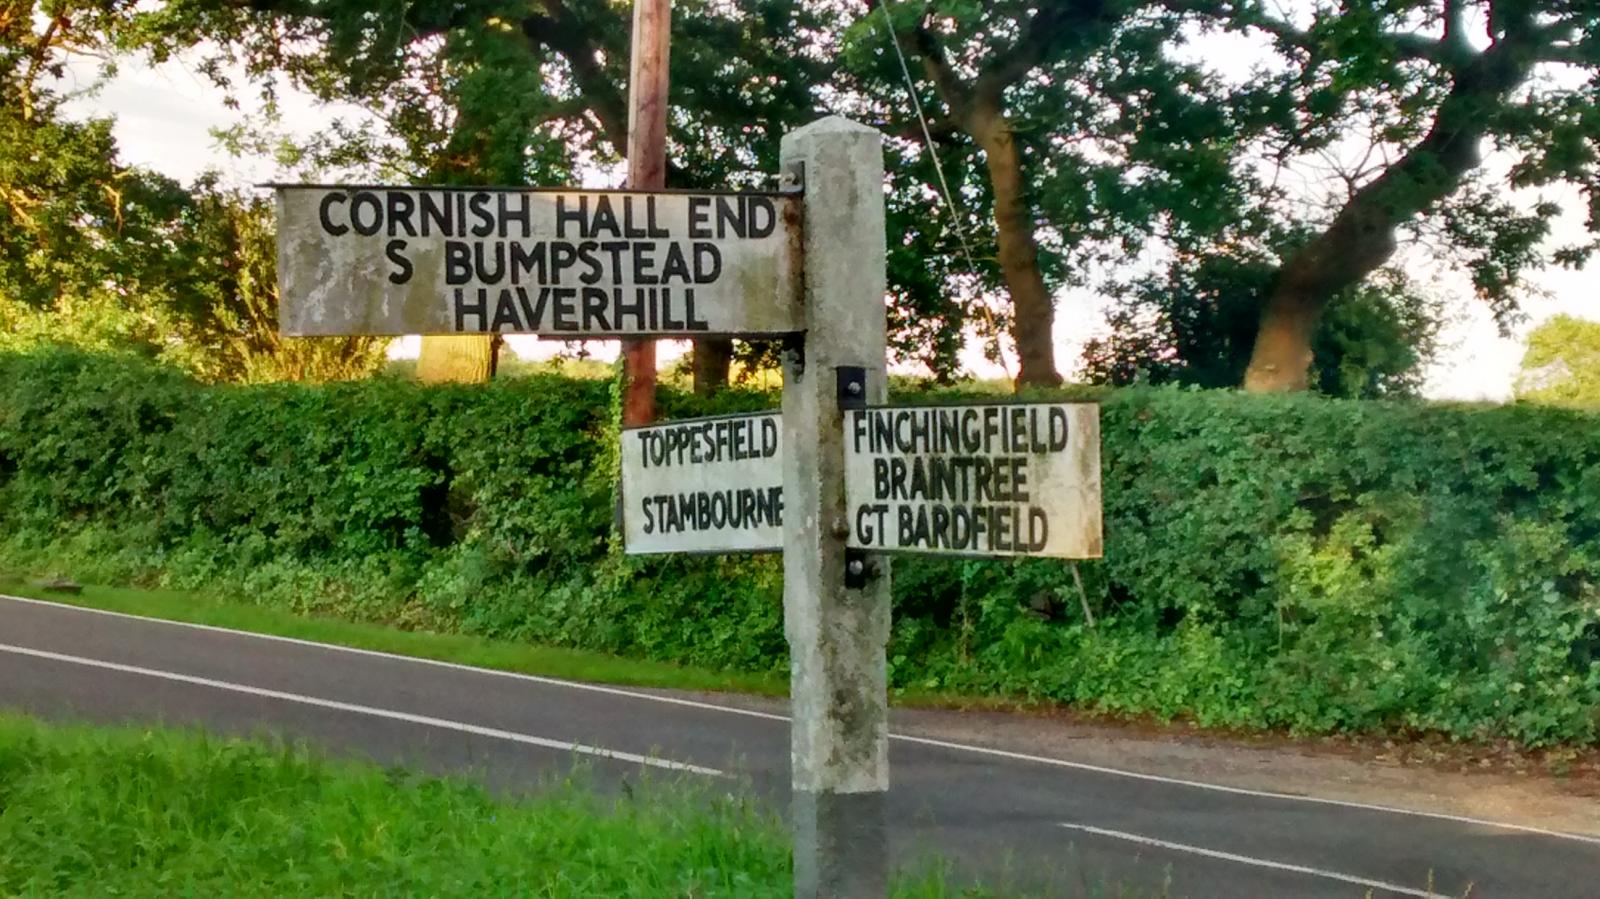 CORNISH HALL END
S BUMPSTEAD
HAVERHILL
TOPPESFIELD
STAMBOURNE
FINCHINGFIELD
BRAINTREE
GT BARDFIELD